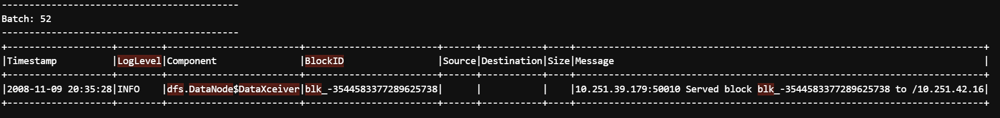 -------------------------------------------
Batch: 52
-------------------------------------------
+-------------------+--------+------------------------+------------------------+------+-----------+----+--------------------------------------------------------------------------+
|Timestamp          |LogLevel|Component               |BlockID                 |Source|Destination|Size|Message                                                                   |
+-------------------+--------+------------------------+------------------------+------+-----------+----+--------------------------------------------------------------------------+
|2008-11-09 20:35:28|INFO    |dfs.DataNode$DataXceiver|blk_-3544583377289625738|      |           |    |10.251.39.179:50010 Served block blk_-3544583377289625738 to /10.251.42.16|
+-------------------+--------+------------------------+------------------------+------+-----------+----+--------------------------------------------------------------------------+